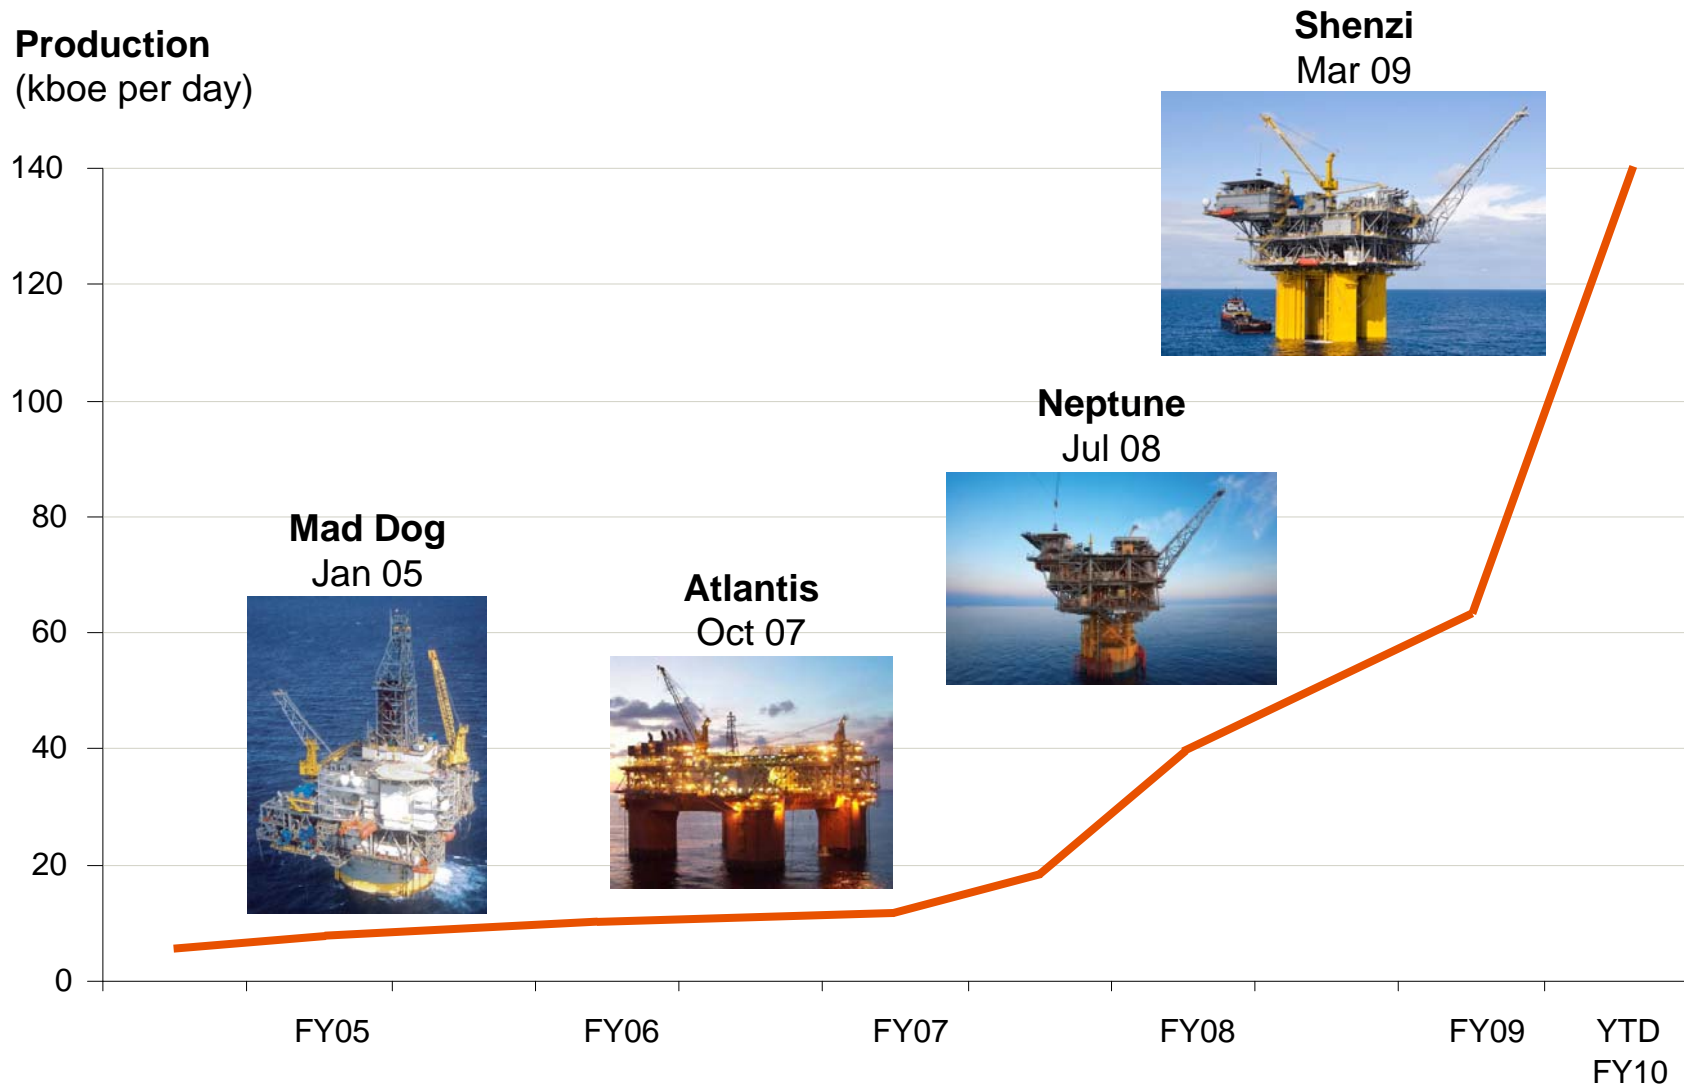 Production
(kboe per day)
Shenzi
Mar 09
140
120
100
Neptune
Jul 08
80
Mad Dog
Jan 05
Atlantis
Oct 07
60
40
20
0
FY05
FY06
FY07
FY08
FY09
YTD
FY10